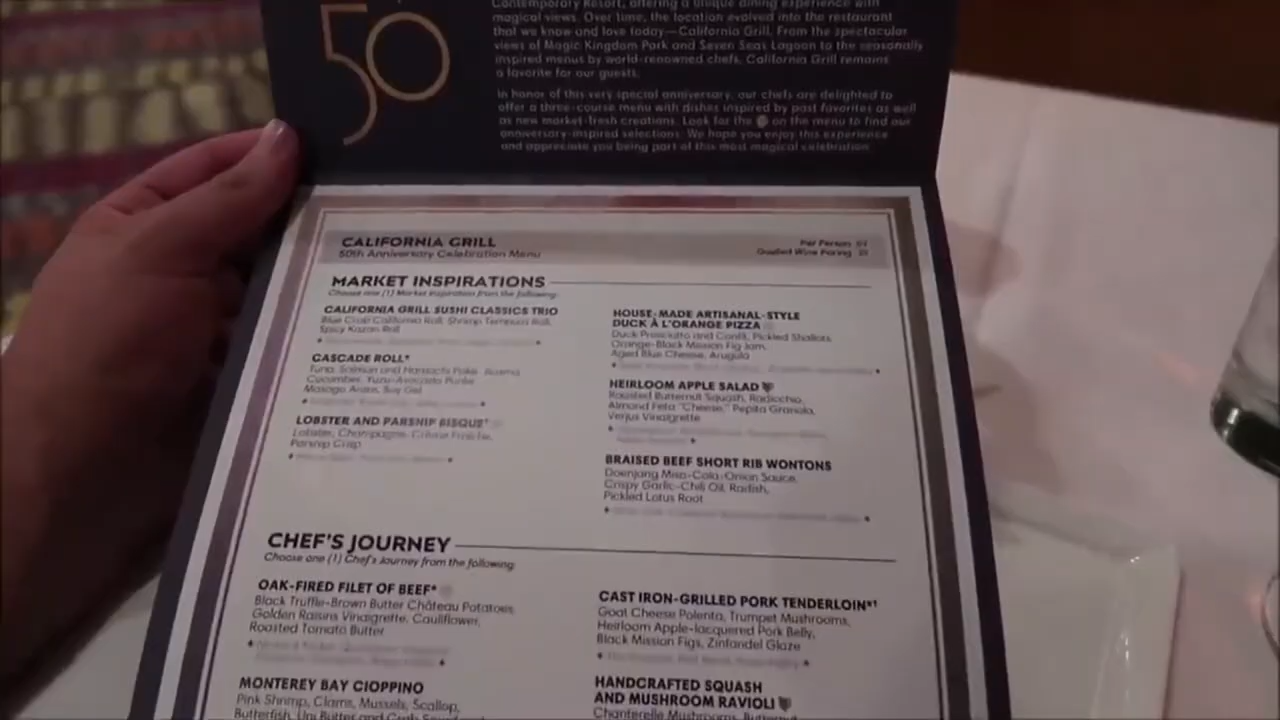 50
Contemporary Resort, offering a unique dining experience with
magical views. Over time, the location evolved into the restaurant
that we know and love today—California Grill. From the spectacular
views of Magic Kingdom Park and Seven Seas Lagoon to the seasonally
inspired menus by world-renowned chefs, California Grill remains
a favorite for our guests.
In honor of this very special anniversary, our chefs are delighted to
offer a three-course menu with dishes inspired by past favorites as well
as new market-fresh creations. Look for the on the menu to find our
anniversary-inspired selections. We hope you enjoy this experience
and appreciate you being part of this most magical celebration.
CALIFORNIA GRILL
50th Anniversary Celebration Menu
Per Person
Guided Wine Pairing
MARKET INSPIRATIONS
Choose one (1) Market Inspiration from the following:
CALIFORNIA GRILL SUSHI CLASSICS TRIO
Blue Crab California Roll, Shrimp Tempura Roll,
Spicy Kazan Roll
CASCADE ROLL*
Tuna, Salmon and Hamachi Poke,
Cucumber, Yuzu-Avocado Purée,
Masago Arare, Soy Gel
LOBSTER AND PARSNIP BISQUE†
Lobster, Champagne-Crème Fraîche,
Parsnip Crisp
HOUSE-MADE ARTISANAL-STYLE
DUCK À L'ORANGE PIZZA
Duck Prosciutto and Confit, Pickled Shallots,
Orange-Black Mission Fig Jam,
Aged Blue Cheese, Arugula
HEIRLOOM APPLE SALAD
Roasted Butternut Squash, Radicchio,
Almond Feta "Cheese," Pepita Granola,
Verjus Vinaigrette
BRAISED BEEF SHORT RIB WONTONS
Doenjang Miso-Cola-Onion Sauce,
Crispy Garlic-Chili Oil, Radish,
Pickled Lotus Root
CHEF'S JOURNEY
Choose one (1) Chef's Journey from the following:
OAK-FIRED FILET OF BEEF*
Black Truffle-Brown Butter Château Potatoes,
Golden Raisins Vinaigrette, Cauliflower,
Roasted Tomato Butter
MONTEREY BAY CIOPPINO
Pink Shrimp, Clams, Mussels, Scallop,
Butterfish, Uni Butter and Crab
CAST IRON-GRILLED PORK TENDERLOIN*†
Goat Cheese Polenta, Trumpet Mushrooms,
Heirloom Apple-lacquered Pork Belly,
Black Mission Figs, Zinfandel Glaze
HANDCRAFTED SQUASH
AND MUSHROOM RAVIOLI
Chanterelle Mushrooms, Butternut